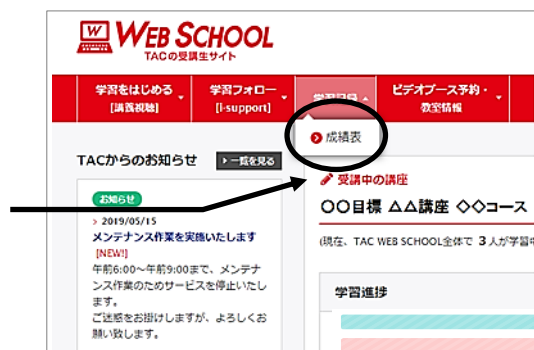 WEB SCHOOL
TACの受講生サイト
学習をはじめる
[講義視聴]
学習フォロー
[i-support]
学習記録
ビデオブース予約・
教室情報
成績表
TACからのお知らせ
一覧を見る
受講中の講座
お知らせ
〇〇目標 △△講座 ◇◇コース
> 2019/05/15
メンテナンス作業を実施いたします
[NEW!]
(現在、TAC WEB SCHOOL全体で 3 人が学習中
午前6:00～午前9:00まで、メンテナ
ンス作業のためサービスを停止いたし
ます。
ご迷惑をお掛けしますが、よろしくお
願い致します。
学習進捗